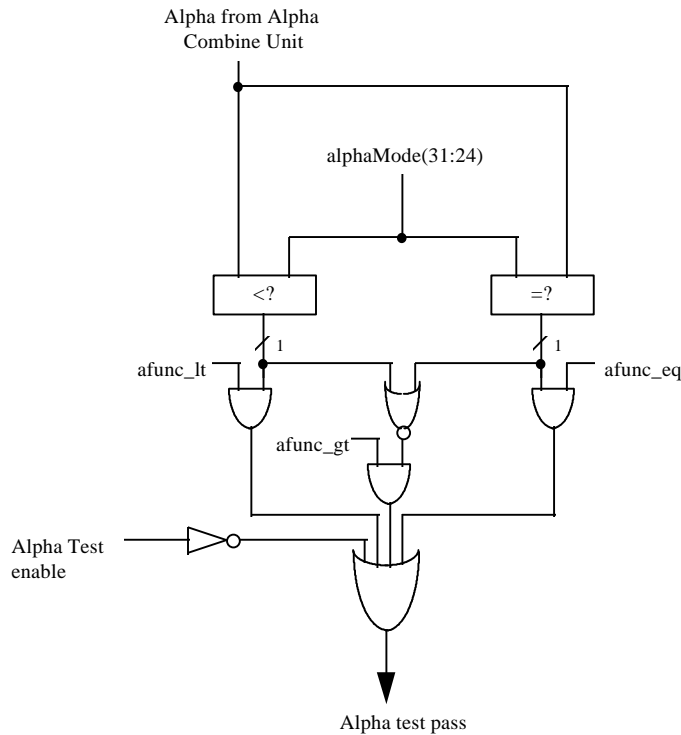 Alpha from Alpha
Combine Unit
alphaMode(31:24)
<?
=?
1
1
afunc_lt
afunc_eq
afunc_gt
Alpha Test
enable
Alpha test pass